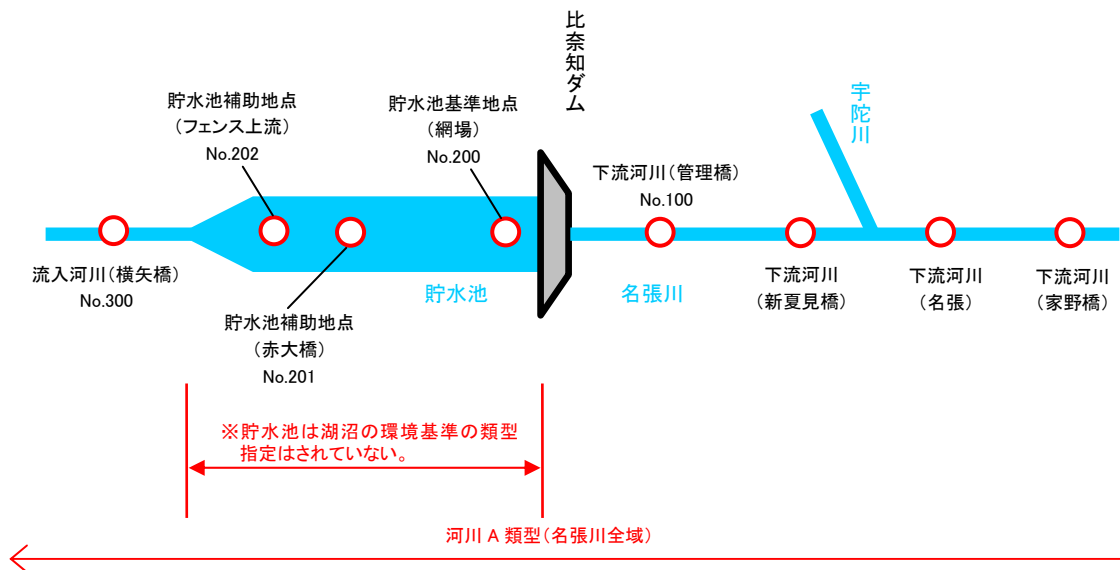 比奈知ダム
貯水池補助地点
（フェンス上流）
No.202
貯水池基準地点
（網場）
No.200
宇陀川
下流河川（管理橋）
No.100
流入河川（横矢橋）
No.300
貯水池補助地点
（赤大橋）
No.201
貯水池
名張川
下流河川
（新夏見橋）
下流河川
（名張）
下流河川
（家野橋）
※貯水池は湖沼の環境基準の類型
指定はされていない。
河川 A 類型（名張川全域）